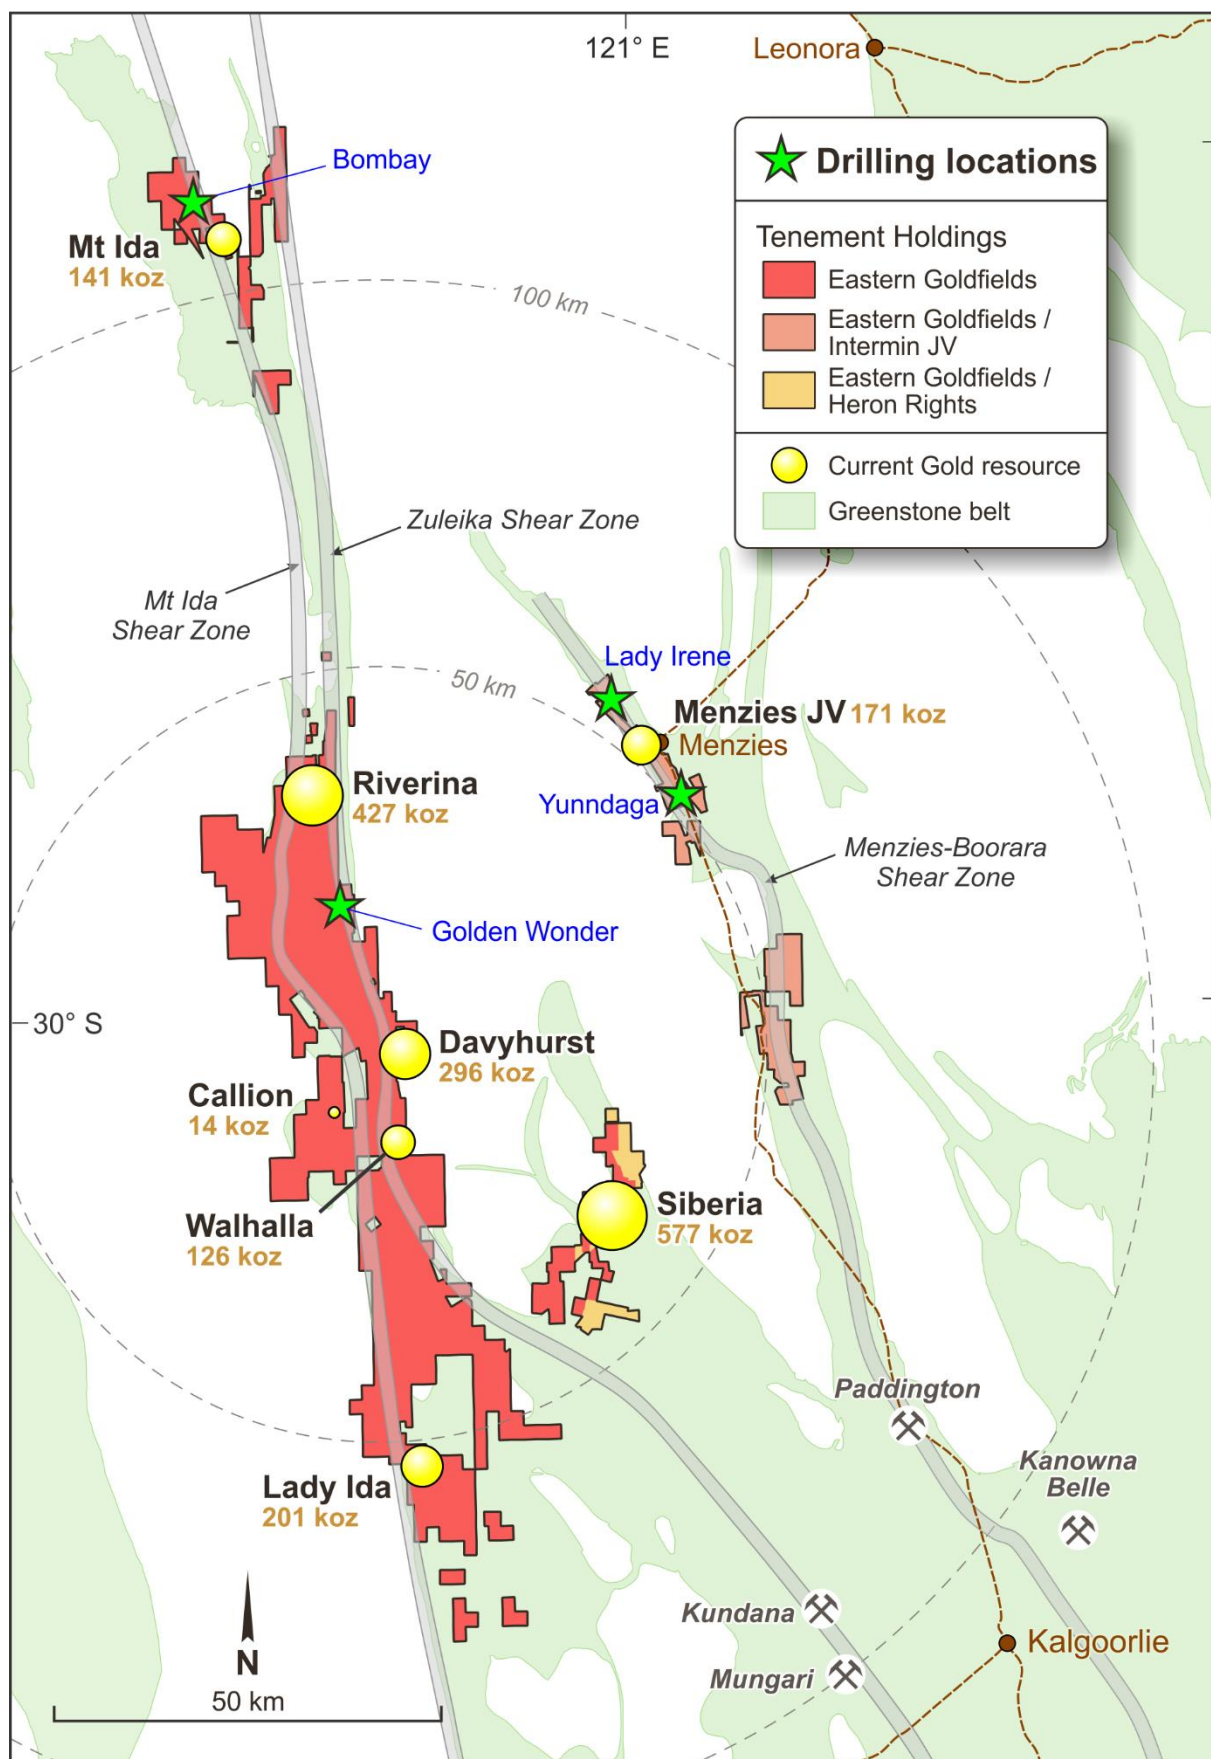 121° E
Leonora
Drilling locations
Tenement Holdings
Eastern Goldfields
Eastern Goldfields /
Intermin JV
Eastern Goldfields /
Heron Rights
Current Gold resource
Greenstone belt
Bombay
Mt Ida
141 koz
100 km
Zuleika Shear Zone
Mt Ida
Shear Zone
Lady Irene
50 km
Menzies JV 171 koz
Menzies
Riverina
427 koz
Yunndaga
Menzies-Boorara
Shear Zone
Golden Wonder
30° S
Davyhurst
296 koz
Callion
14 koz
Walhalla
126 koz
Siberia
577 koz
Paddington
Kanowna
Belle
Lady Ida
201 koz
Kundana
Kalgoorlie
Mungari
N
50 km